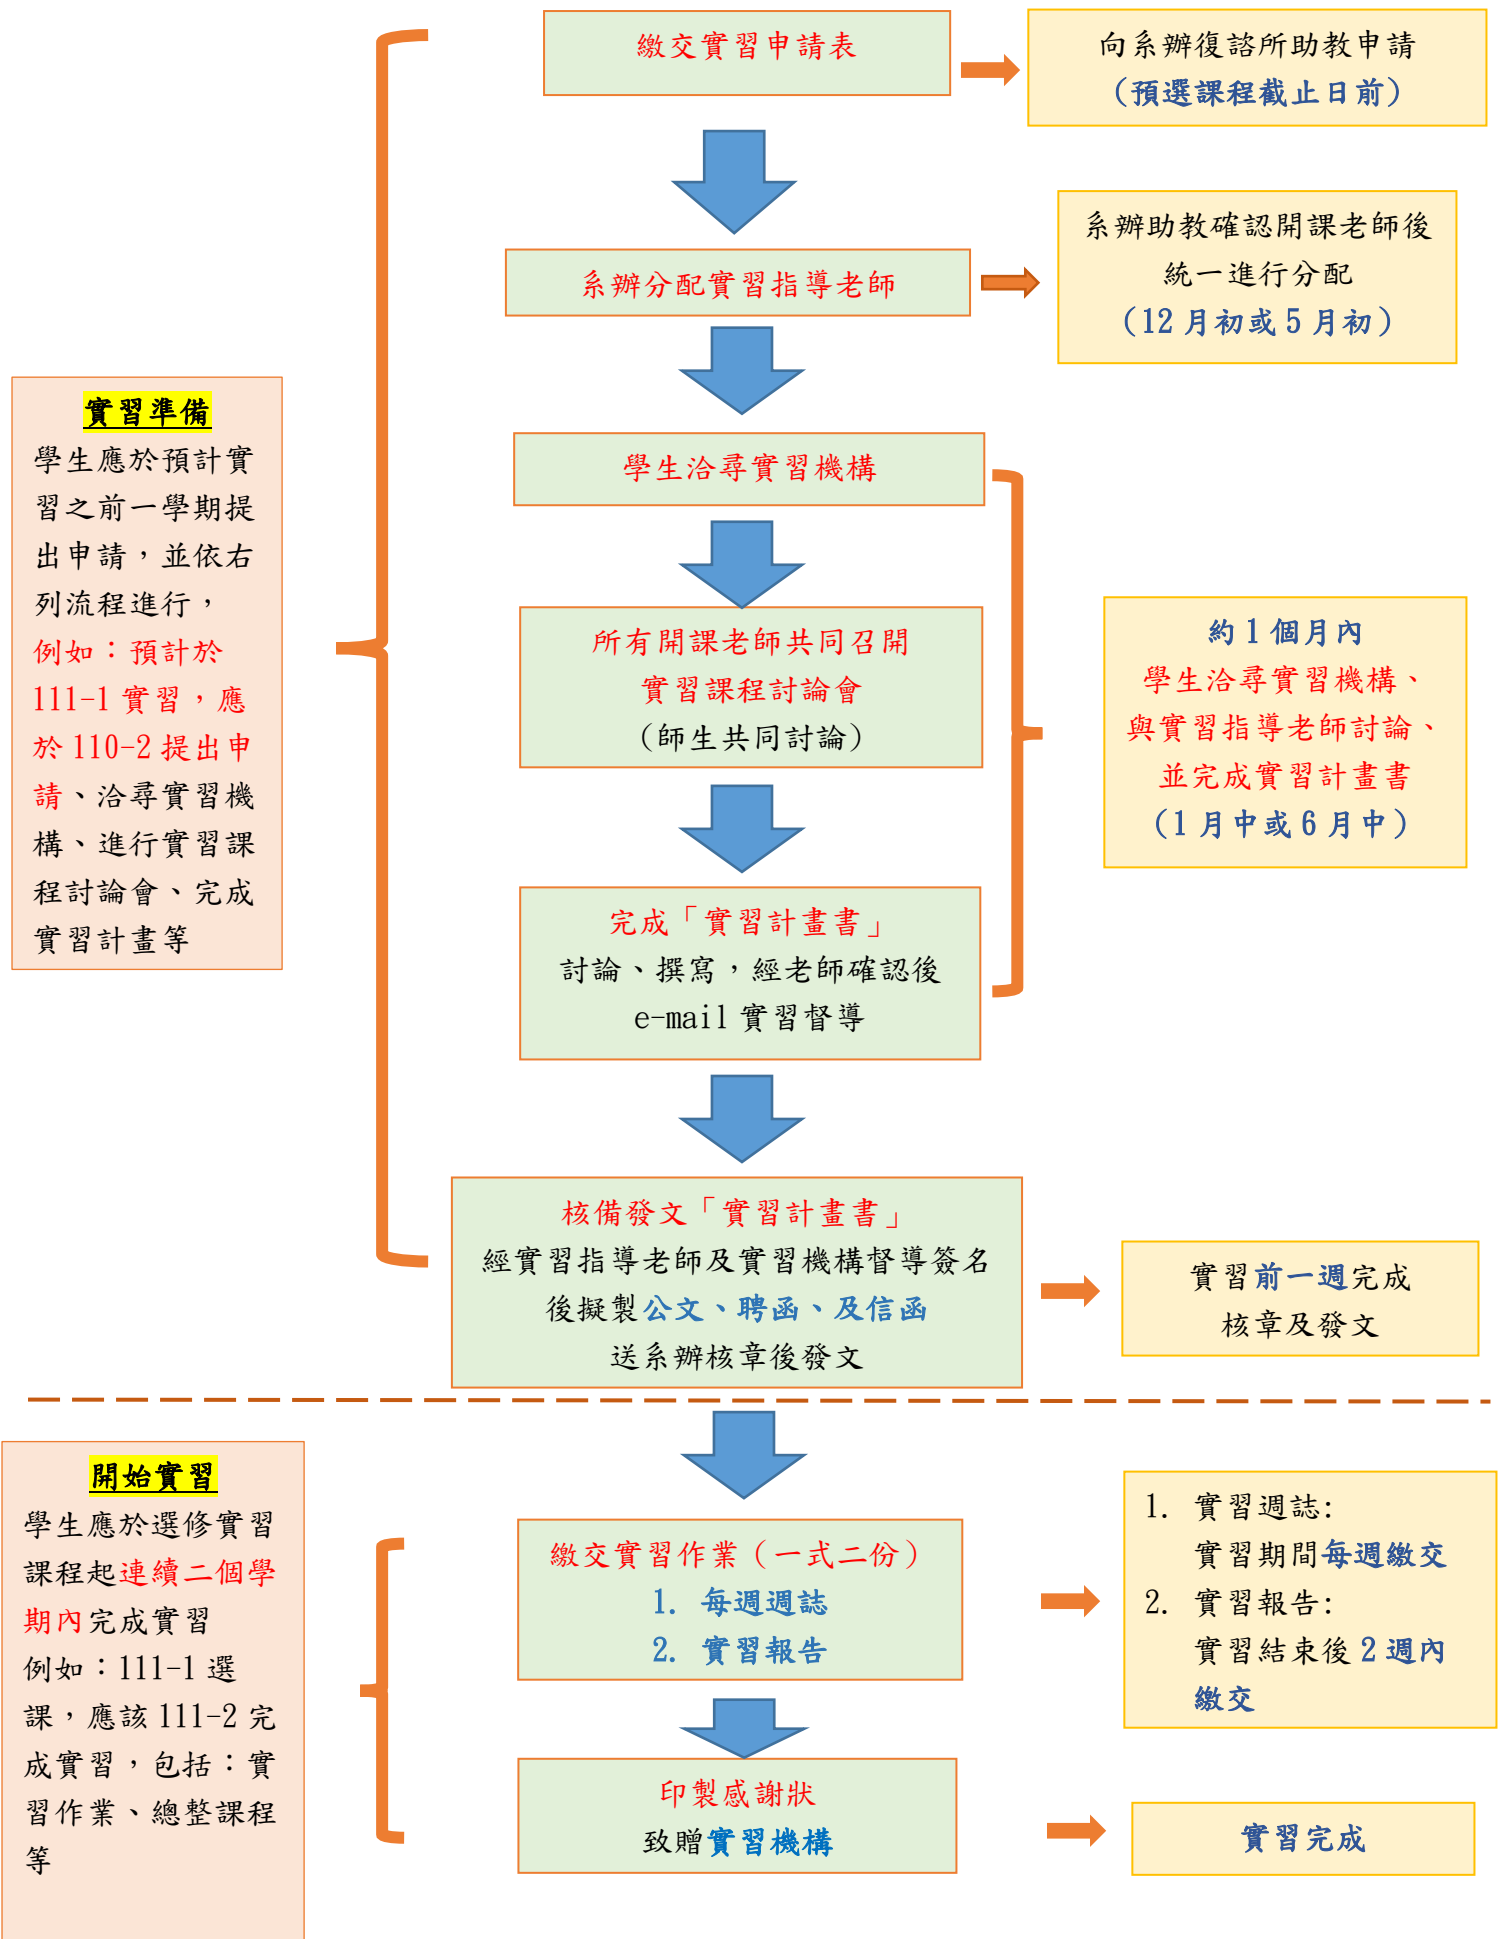 繳交實習申請表
向系辦復諮所助教申請
（預選課程截止日前）
系辦分配實習指導老師
系辦助教確認開課老師後
統一進行分配
（12月初或5月初）
學生洽尋實習機構
所有開課老師共同召開
實習課程討論會
（師生共同討論）
完成「實習計畫書」
討論、撰寫，經老師確認後
e-mail 實習督導
約1個月內
學生洽尋實習機構、
與實習指導老師討論、
並完成實習計畫書
（1月中或6月中）
核備發文「實習計畫書」
經實習指導老師及實習機構督導簽名
後擬製公文、聘函、及信函
送系辦核章後發文
實習前一週完成
核章及發文
實習準備
學生應於預計實
習之前一學期提
出申請，並依右
列流程進行，
例如：預計於
111-1 實習，應
於 110-2 提出申
請、洽尋實習機
構、進行實習課
程討論會、完成
實習計畫等
開始實習
學生應於選修實習
課程起連續二個學
期內完成實習
例如：111-1 選
課，應該 111-2 完
成實習，包括：實
習作業、總整課程
等
繳交實習作業（一式二份）
1. 每週週誌
2. 實習報告
1. 實習週誌:
實習期間每週繳交
2. 實習報告:
實習結束後2週內
繳交
印製感謝狀
致贈實習機構
實習完成